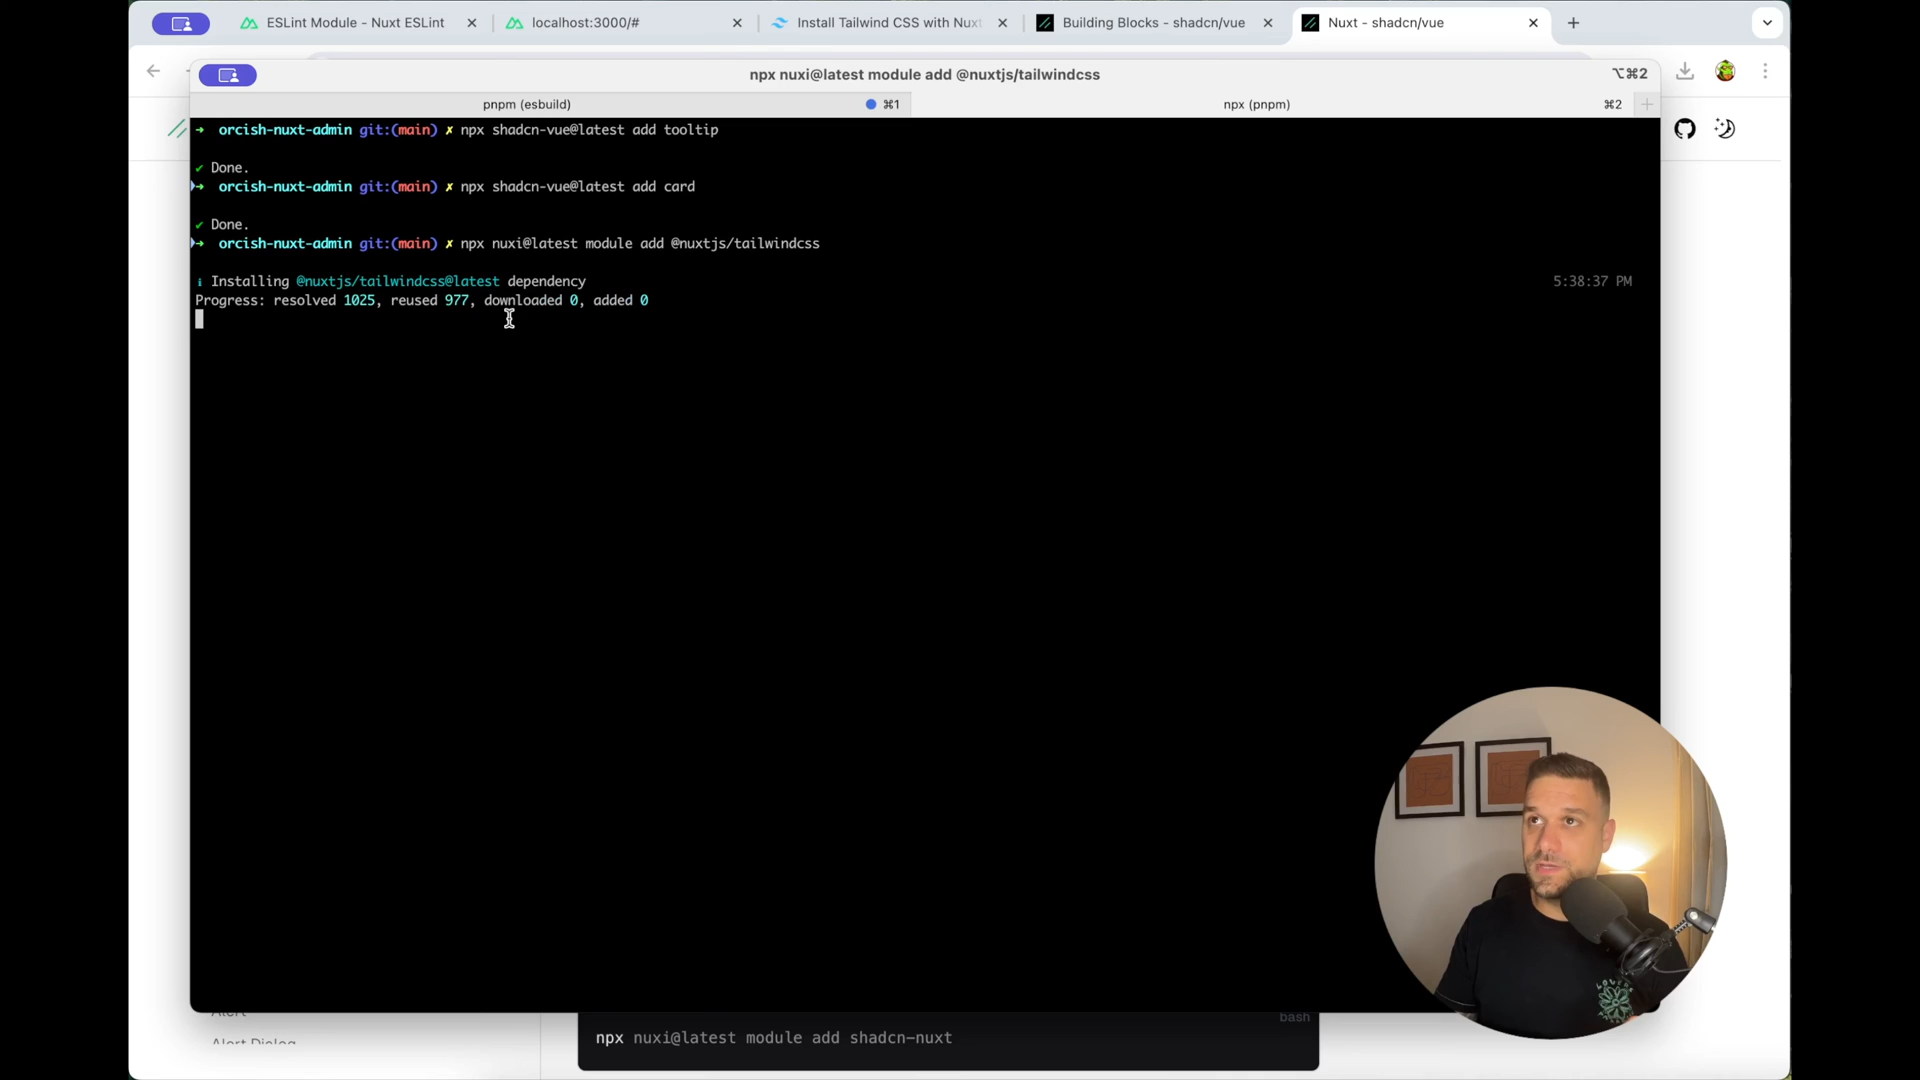 ESLint Module - Nuxt ESLint
localhost:3000/#
Install Tailwind CSS with Nuxt
Building Blocks - shadcn/vue
Nuxt - shadcn/vue
npx nuxi@latest module add @nuxtjs/tailwindcss
⌥⌘2
pnpm (esbuild)
⌘1
npx (pnpm)
⌘2
➜ orcish-nuxt-admin git:(main) ✗ npx shadcn-vue@latest add tooltip
✔ Done.
➜ orcish-nuxt-admin git:(main) ✗ npx shadcn-vue@latest add card
✔ Done.
➜ orcish-nuxt-admin git:(main) ✗ npx nuxi@latest module add @nuxtjs/tailwindcss
ℹ Installing @nuxtjs/tailwindcss@latest dependency 5:38:37 PM
Progress: resolved 1025, reused 977, downloaded 0, added 0
Alert
bash
npx nuxi@latest module add shadcn-nuxt
Alert Dialog